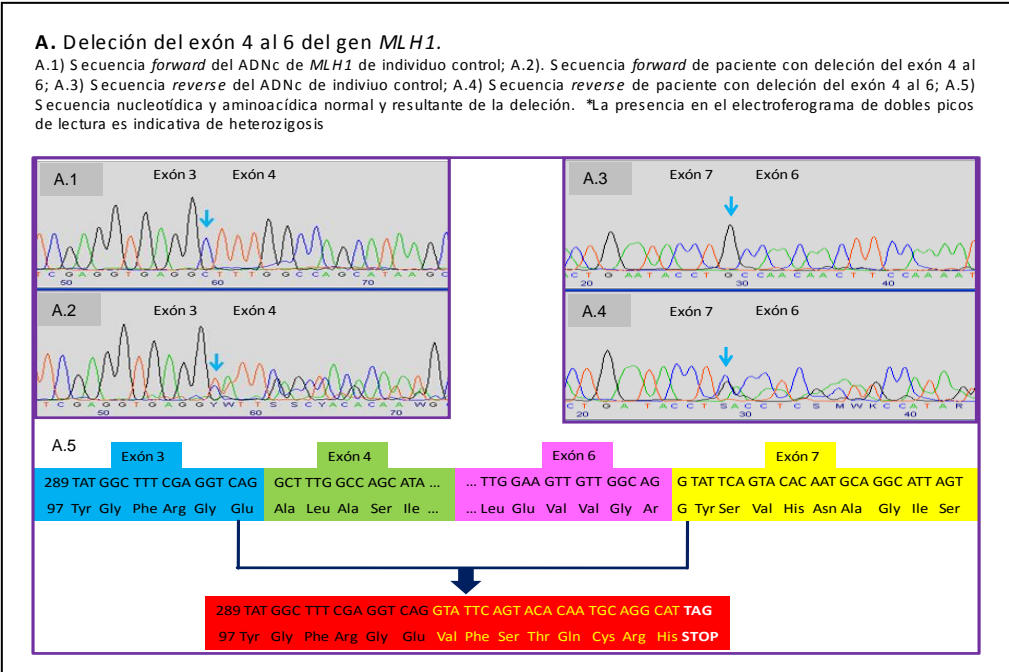 A. Deleción del exón 4 al 6 del gen MLH1.
A.1) Secuencia forward del ADNc de MLH1 de individuo control; A.2). Secuencia forward de paciente con deleción del exón 4 al
6; A.3) Secuencia reverse del ADNc de indiviuo control; A.4) Secuencia reverse de paciente con deleción del exón 4 al 6; A.5)
Secuencia nucleotídica y aminoacídica normal y resultante de la deleción. *La presencia en el electroferograma de dobles picos
de lectura es indicativa de heterozigosis
A.1 Exón 3 Exón 4
T C G A G G T G A G G C T T T G G C C A G C A T A A G C
50 60 70
A.2 Exón 3 Exón 4
T C G A G G T G A G G Y W T T S S C Y A C A C A W G
50 60 70
A.3 Exón 7 Exón 6
C T G A A T A C C T G C C A A C A A C T T C C A A A A T
20 30 40
A.4 Exón 7 Exón 6
C T G A T A C C T S A C C T C S M W K C C A T A R
20 30 40
A.5
Exón 3 Exón 4 Exón 6 Exón 7
289 TAT GGC TTT CGA GGT CAG GCT TTG GCC AGC ATA ... ... TTG GAA GTT GTT GGC AG G TAT TCA GTA CAC AAT GCA GGC ATT AGT
97 Tyr Gly Phe Arg Gly Glu Ala Leu Ala Ser Ile ... ... Leu Glu Val Val Gly Ar G Tyr Ser Val His Asn Ala Gly Ile Ser
289 TAT GGC TTT CGA GGT CAG GTA TTC AGT ACA CAA TGC AGG CAT TAG
97 Tyr Gly Phe Arg Gly Glu Val Phe Ser Thr Gln Cys Arg His STOP